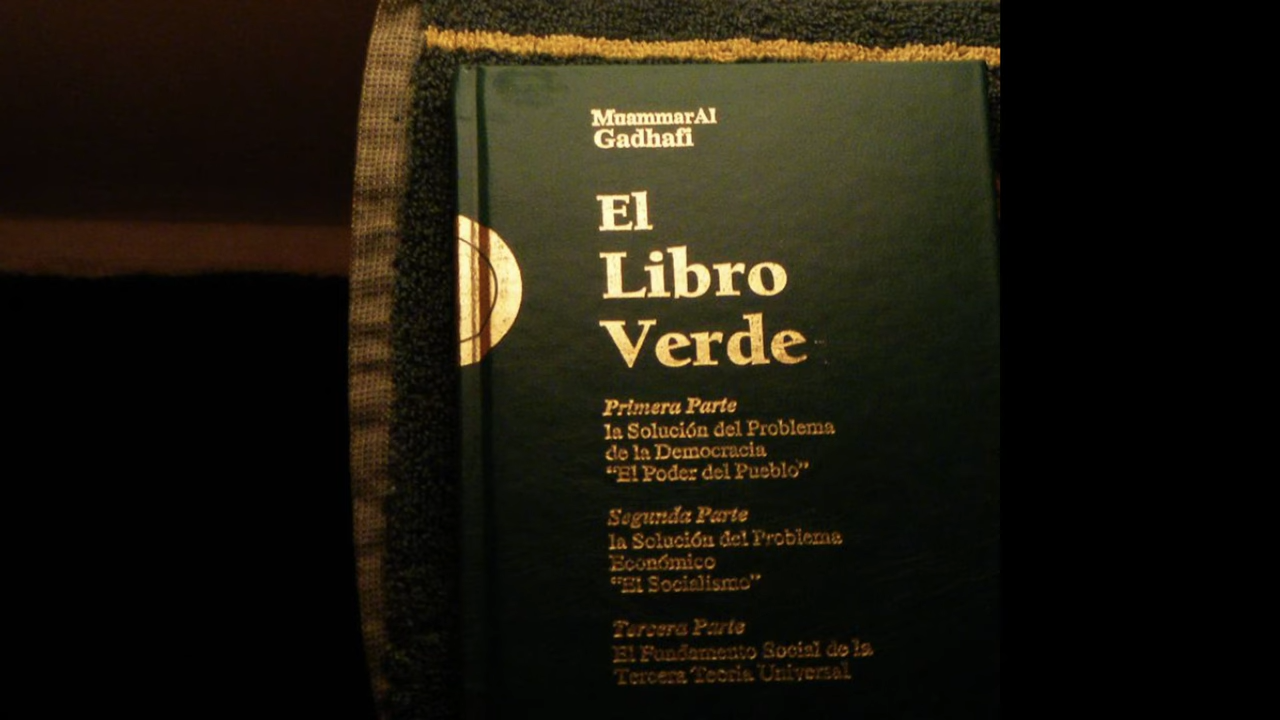 MuammarAl
Gadhafi
El
Libro
Verde
Primera Parte
la Solución del Problema
de la Democracia
“El Poder del Pueblo”
Segunda Parte
la Solución del Problema
Económico
“El Socialismo”
Tercera Parte
El Fundamento Social de la
Tercera Teoria Universal